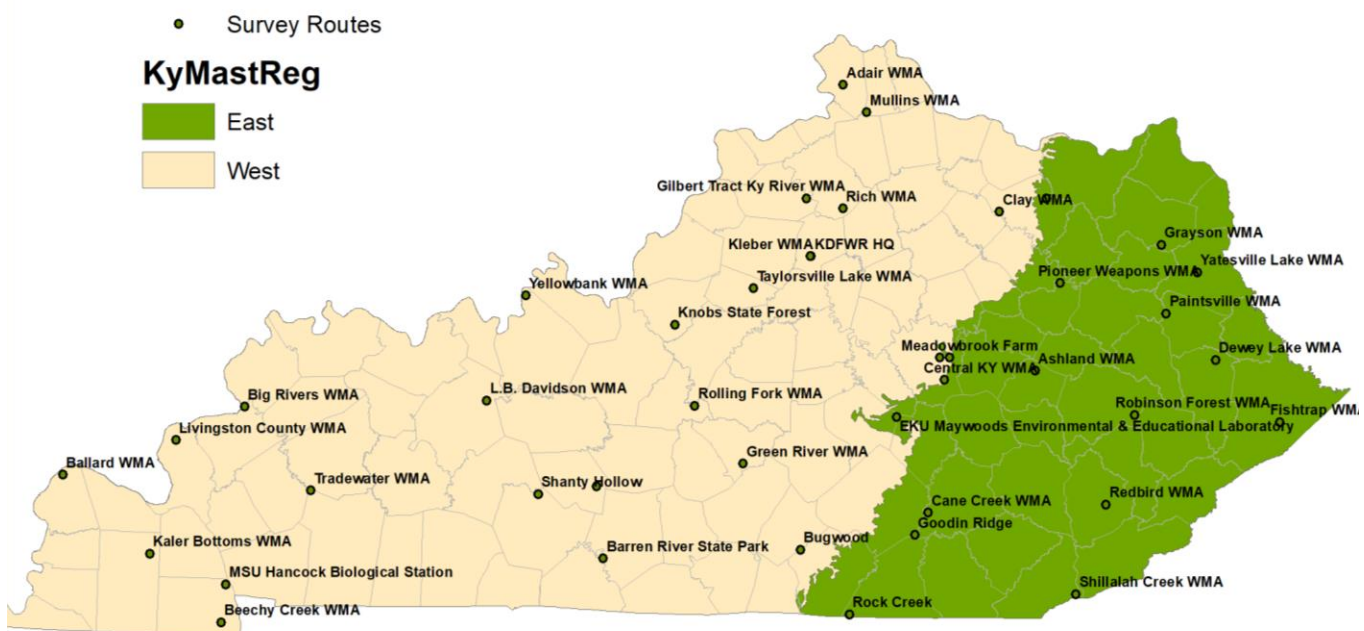 Survey Routes
KyMastReg
East
West
Adair WMA
Mullins WMA
Gilbert Tract Ky River WMA
Rich WMA
Clay WMA
Kleber WMA
KDFWR HQ
Grayson WMA
Yatesville Lake WMA
Pioneer Weapons WMA
Taylorsville Lake WMA
Yellowbank WMA
Paintsville WMA
Knobs State Forest
Meadowbrook Farm
Dewey Lake WMA
Ashland WMA
Central KY WMA
L.B. Davidson WMA
Rolling Fork WMA
Big Rivers WMA
Robinson Forest WMA
Fishtrap WMA
Livingston County WMA
EKU Maywoods Environmental & Educational Laboratory
Ballard WMA
Green River WMA
Tradewater WMA
Shanty Hollow
Redbird WMA
Cane Creek WMA
Goodin Ridge
Kaler Bottoms WMA
Barren River State Park
Bugwood
MSU Hancock Biological Station
Shillalah Creek WMA
Beechy Creek WMA
Rock Creek